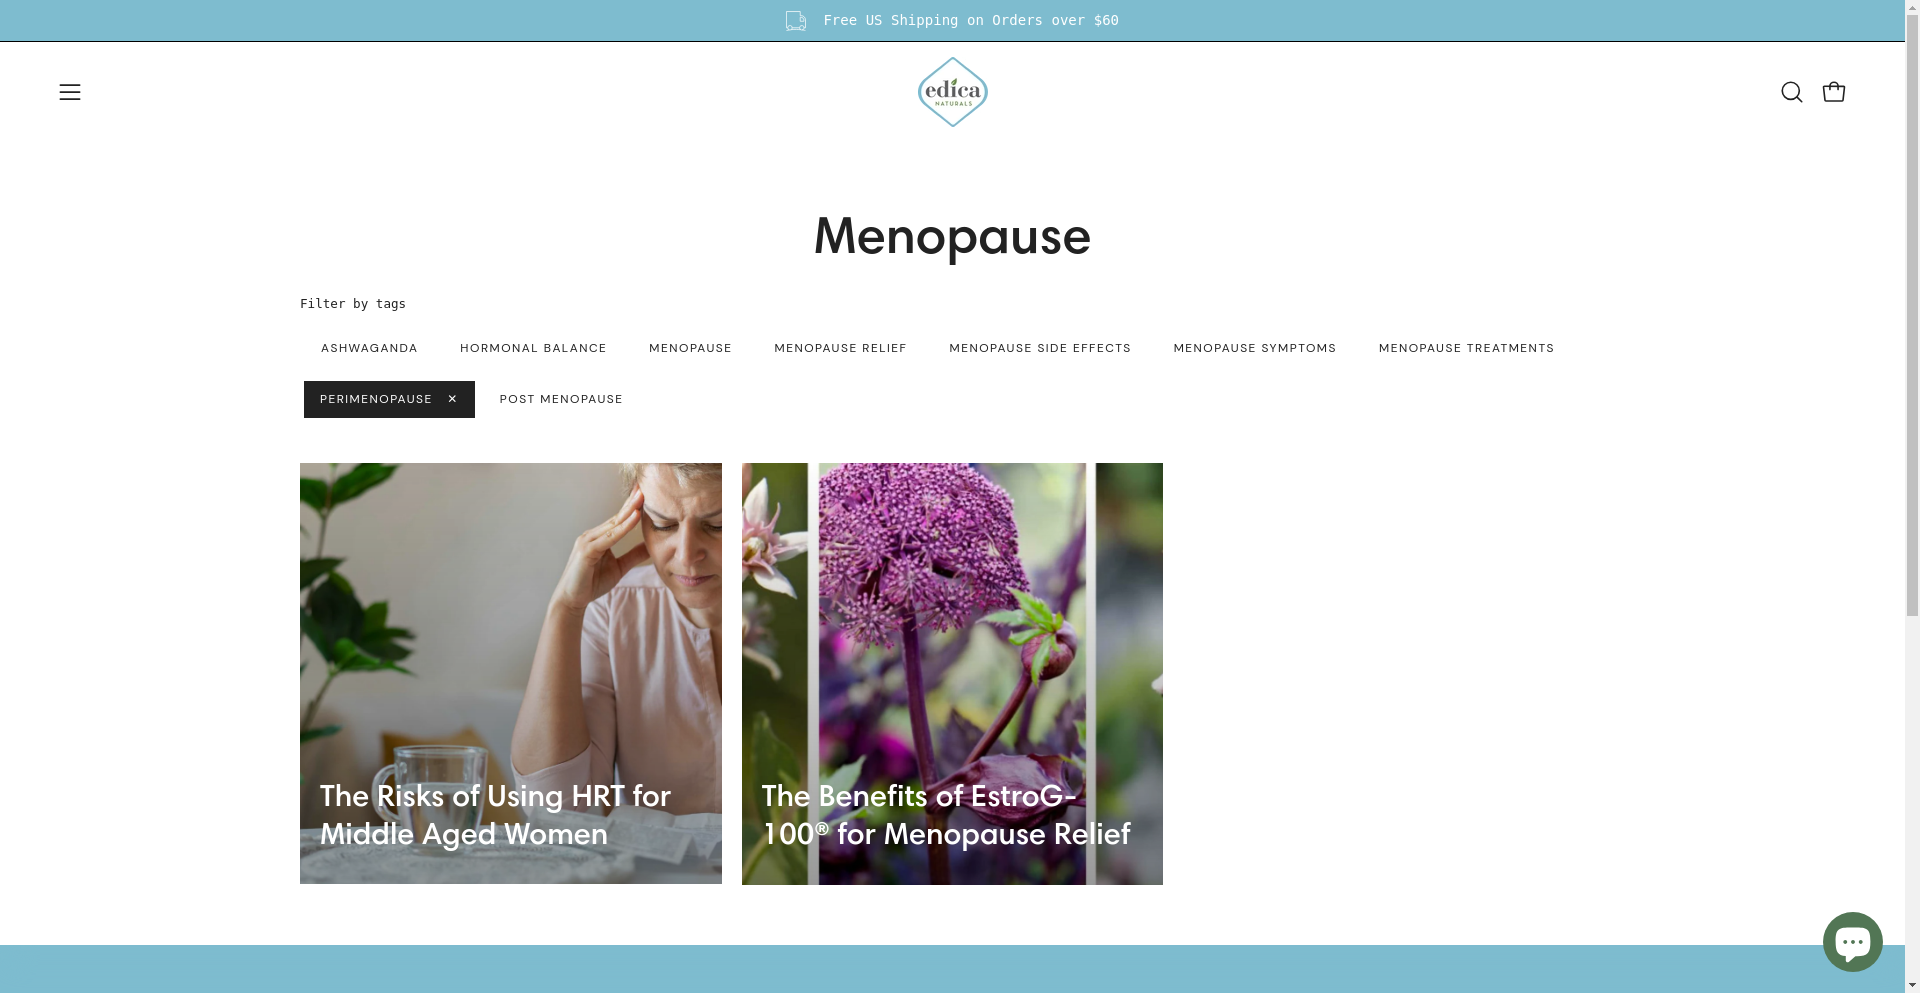 Free US Shipping on Orders over $60
edica
NATURALS
Menopause
Filter by tags
ASHWAGANDA HORMONAL BALANCE MENOPAUSE MENOPAUSE RELIEF MENOPAUSE SIDE EFFECTS MENOPAUSE SYMPTOMS MENOPAUSE TREATMENTS
PERIMENOPAUSE ✕ POST MENOPAUSE
The Risks of Using HRT for
Middle Aged Women
The Benefits of EstroG-
100® for Menopause Relief